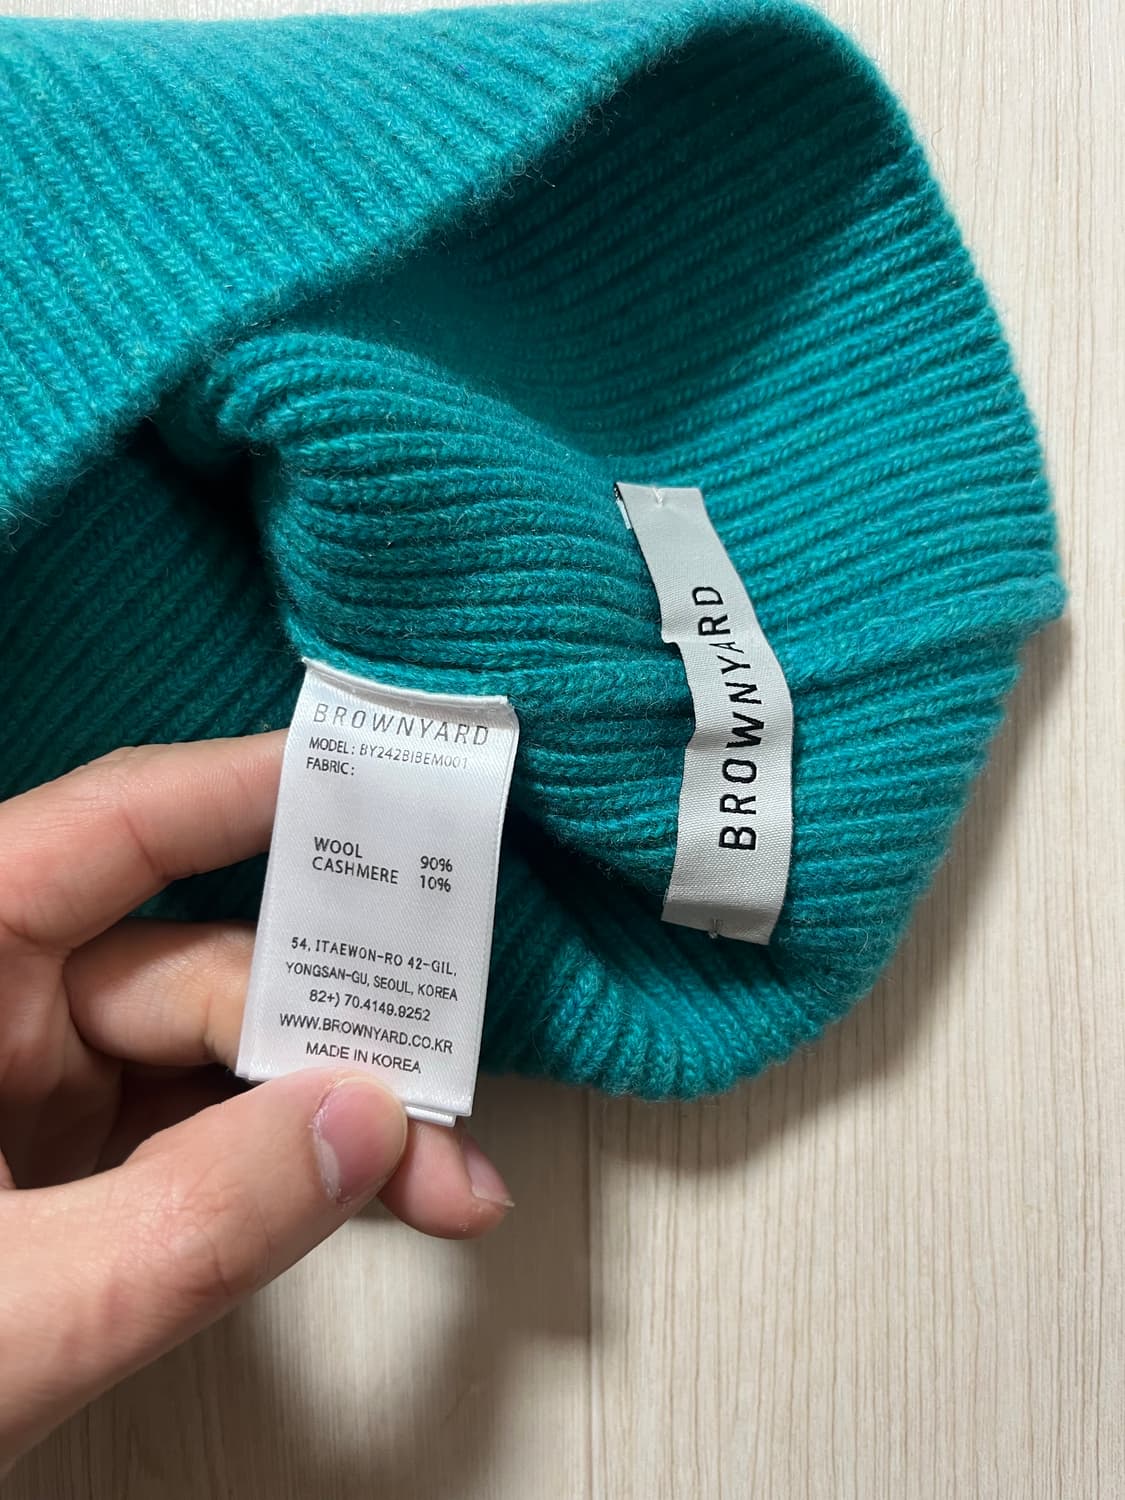 BROWNYARD
MODEL: BY242BIBEM001
FABRIC:
WOOL 90%
CASHMERE 10%
54, ITAEWON-RO 42-GIL,
YONGSAN-GU, SEOUL, KOREA
82+) 70.4149.9252
WWW.BROWNYARD.CO.KR
MADE IN KOREA
BROWNYARD